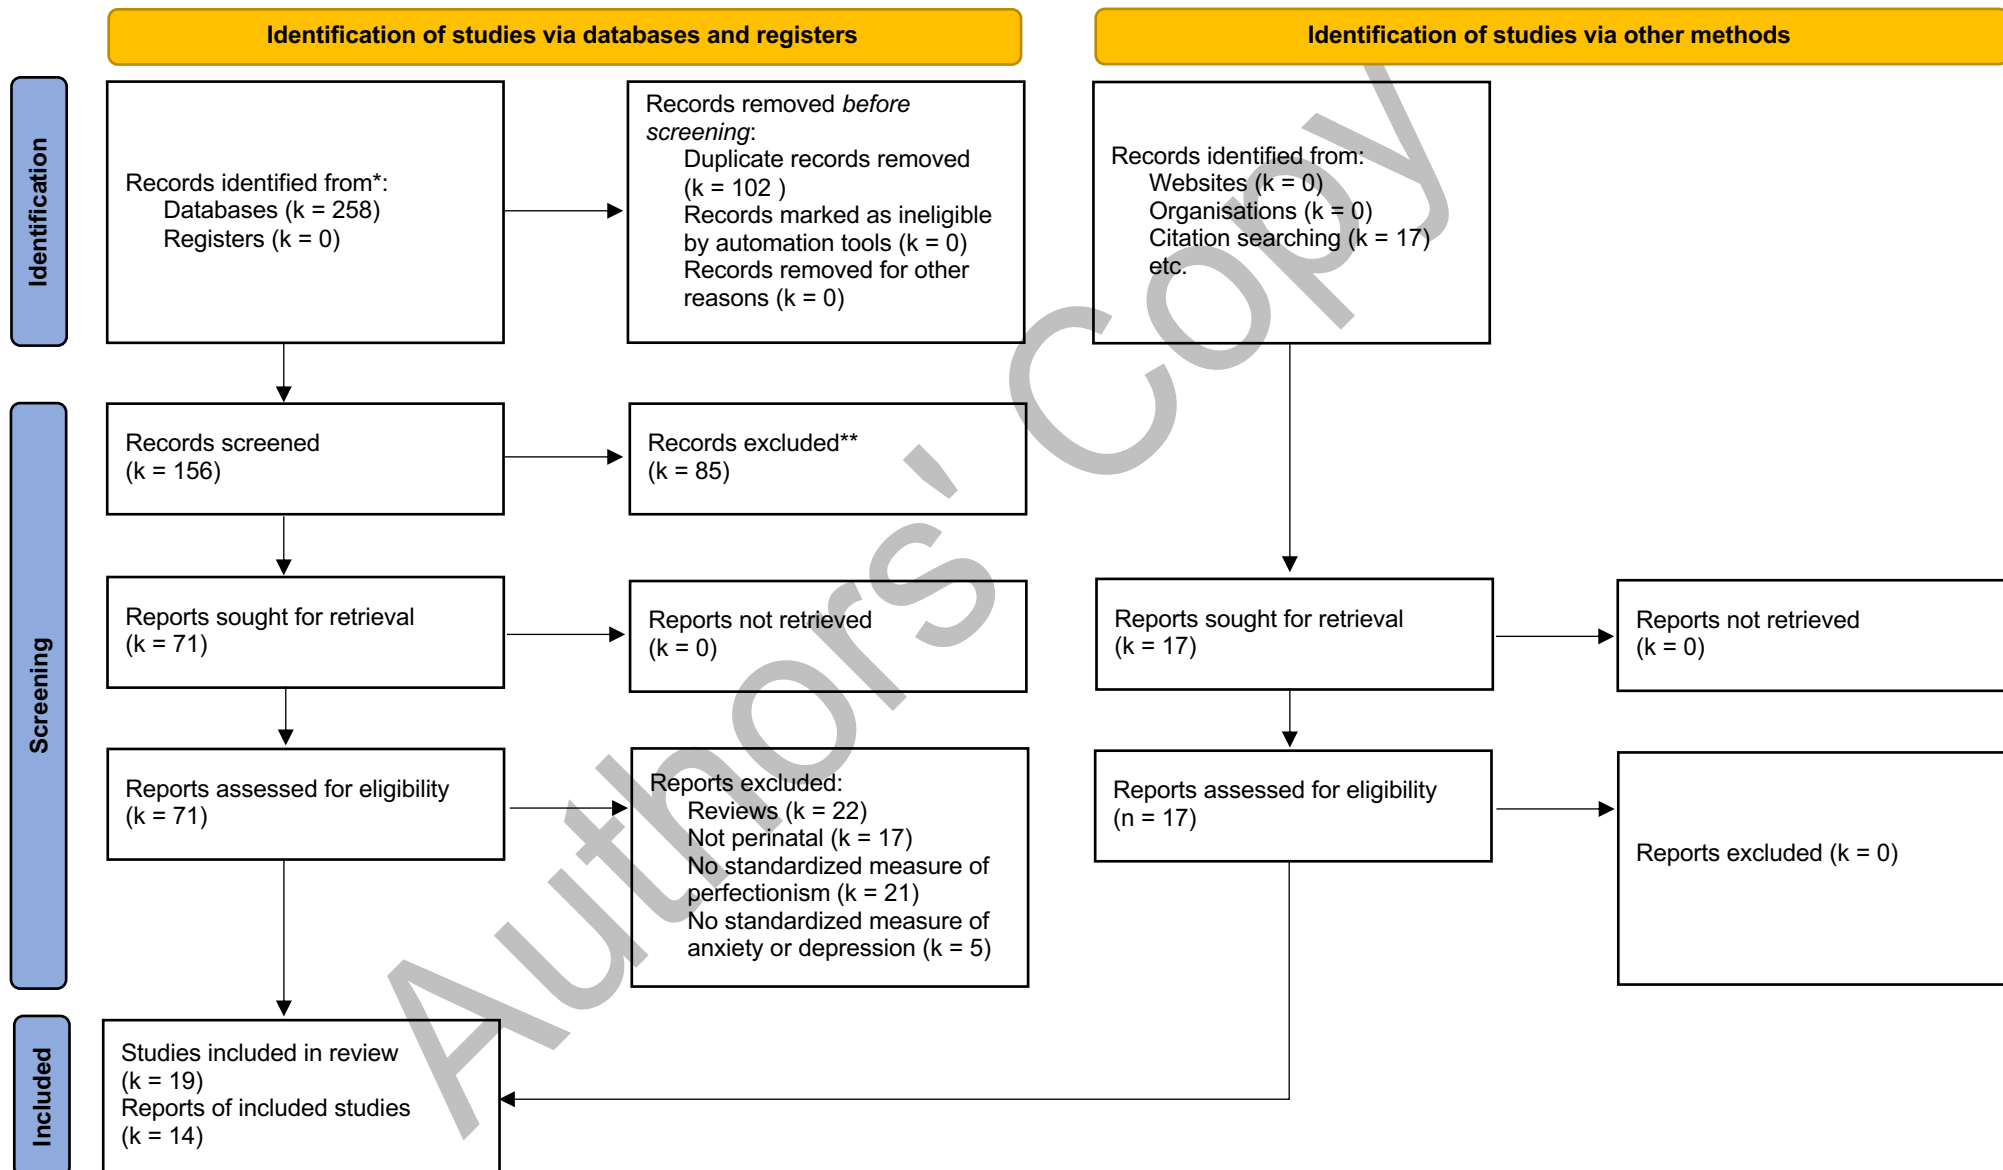 Identification of studies via databases and registers
Identification of studies via other methods
Identification
Records identified from*:
Databases (k = 258)
Registers (k = 0)
Records removed before
screening:
Duplicate records removed
(k = 102 )
Records marked as ineligible
by automation tools (k = 0)
Records removed for other
reasons (k = 0)
Records identified from:
Websites (k = 0)
Organisations (k = 0)
Citation searching (k = 17)
etc.
Screening
Records screened
(k = 156)
Records excluded**
(k = 85)
Reports sought for retrieval
(k = 71)
Reports not retrieved
(k = 0)
Reports sought for retrieval
(k = 17)
Reports not retrieved
(k = 0)
Reports assessed for eligibility
(k = 71)
Reports excluded:
Reviews (k = 22)
Not perinatal (k = 17)
No standardized measure of
perfectionism (k = 21)
No standardized measure of
anxiety or depression (k = 5)
Reports assessed for eligibility
(n = 17)
Reports excluded (k = 0)
Included
Studies included in review
(k = 19)
Reports of included studies
(k = 14)
Authors' Copy